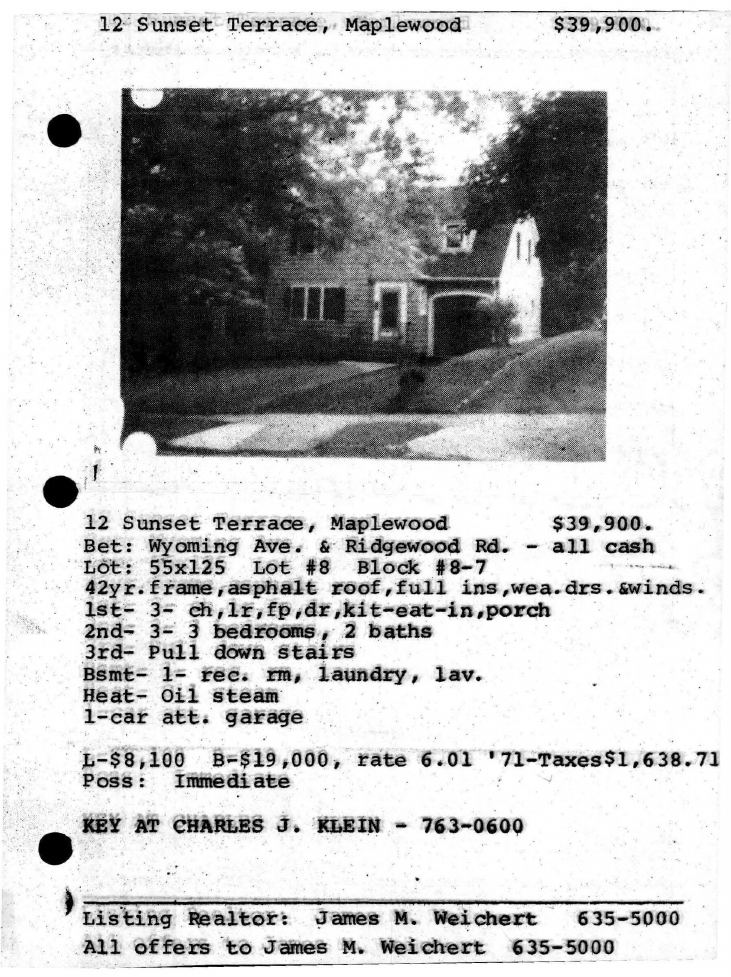 12 Sunset Terrace, Maplewood $39,900.
12 Sunset Terrace, Maplewood $39,900.
Bet: Wyoming Ave. & Ridgewood Rd. - all cash
Lot: 55x125 Lot #8 Block #8-7
42yr.frame,asphalt roof,full ins,wea.drs.&winds.
1st- 3- ch,lr,fp,dr,kit-eat-in,porch
2nd- 3- 3 bedrooms, 2 baths
3rd- Pull down stairs
Bsmt- 1- rec. rm, laundry, lav.
Heat- Oil steam
1-car att. garage
L-$8,100 B-$19,000, rate 6.01 '71-Taxes$1,638.71
Poss: Immediate
KEY AT CHARLES J. KLEIN - 763-0600
Listing Realtor: James M. Weichert 635-5000
All offers to James M. Weichert 635-5000